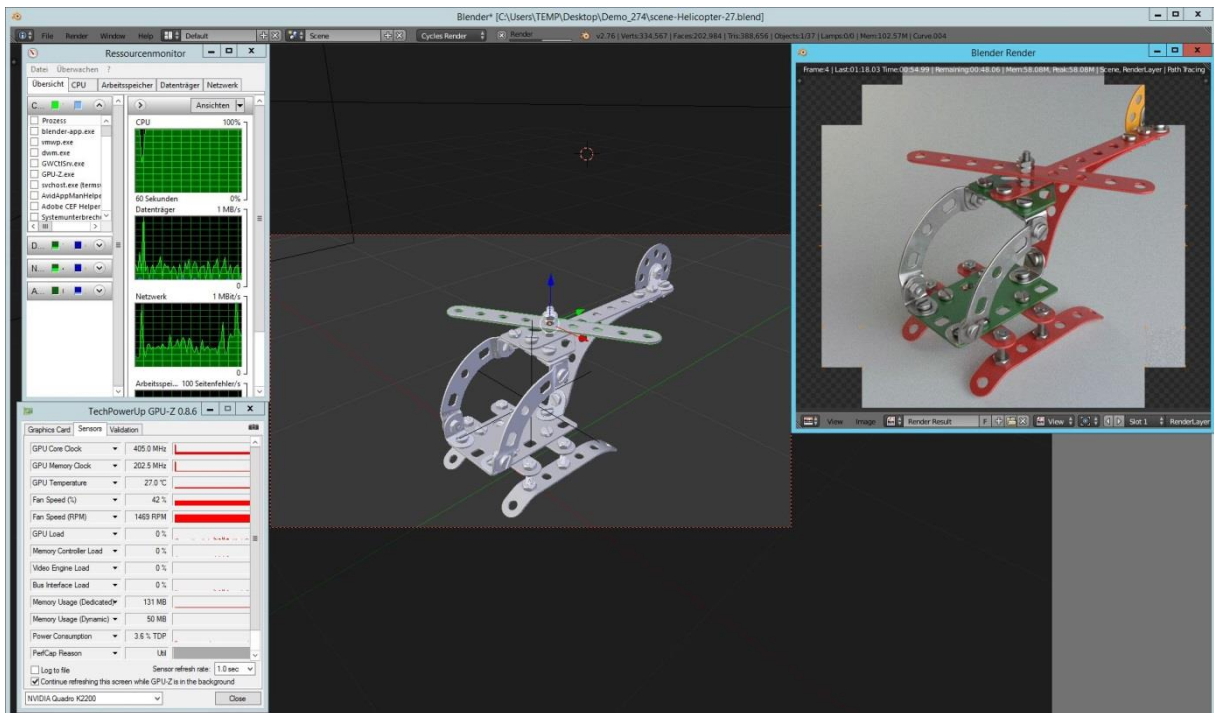 Blender* [C:\Users\TEMP\Desktop\Demo_274\scene-Helicopter-27.blend]
File Render Window Help Default Scene Cycles Render Render v2.76 | Verts:334,567 | Faces:202,984 | Tris:388,656 | Objects:1/37 | Lamps:0/0 | Mem:102.57M | Curve.004
Ressourcenmonitor
Datei Überwachen ?
Übersicht CPU Arbeitsspeicher Datenträger Netzwerk
C...
Ansichten
Prozess
blender-app.exe
vmwp.exe
dwm.exe
GWCtlSrv.exe
GPU-Z.exe
svchost.exe (terms
AvidAppManHelpe
Adobe CEF Helper
Systemunterbrech
D...
N...
A...
CPU 100%
60 Sekunden 0%
Datenträger 1 MB/s
0
Netzwerk 1 MBit/s
0
Arbeitsspei... 100 Seitenfehler/s
TechPowerUp GPU-Z 0.8.6
Graphics Card Sensors Validation
GPU Core Clock 405.0 MHz
GPU Memory Clock 202.5 MHz
GPU Temperature 27.0 °C
Fan Speed (%) 42 %
Fan Speed (RPM) 1469 RPM
GPU Load 0 %
Memory Controller Load 0 %
Video Engine Load 0 %
Bus Interface Load 0 %
Memory Usage (Dedicated) 131 MB
Memory Usage (Dynamic) 50 MB
Power Consumption 3.6 % TDP
PerfCap Reason Util
Log to file Sensor refresh rate: 1.0 sec
Continue refreshing this screen while GPU-Z is in the background
NVIDIA Quadro K2200 Close
Blender Render
Frame:4 | Last:01:18.03 Time:00:54.99 | Remaining:00:48.06 | Mem:58.08M, Peak:58.08M | Scene, RenderLayer | Path Tracing
View Image Render Result F View Slot 1 RenderLayer